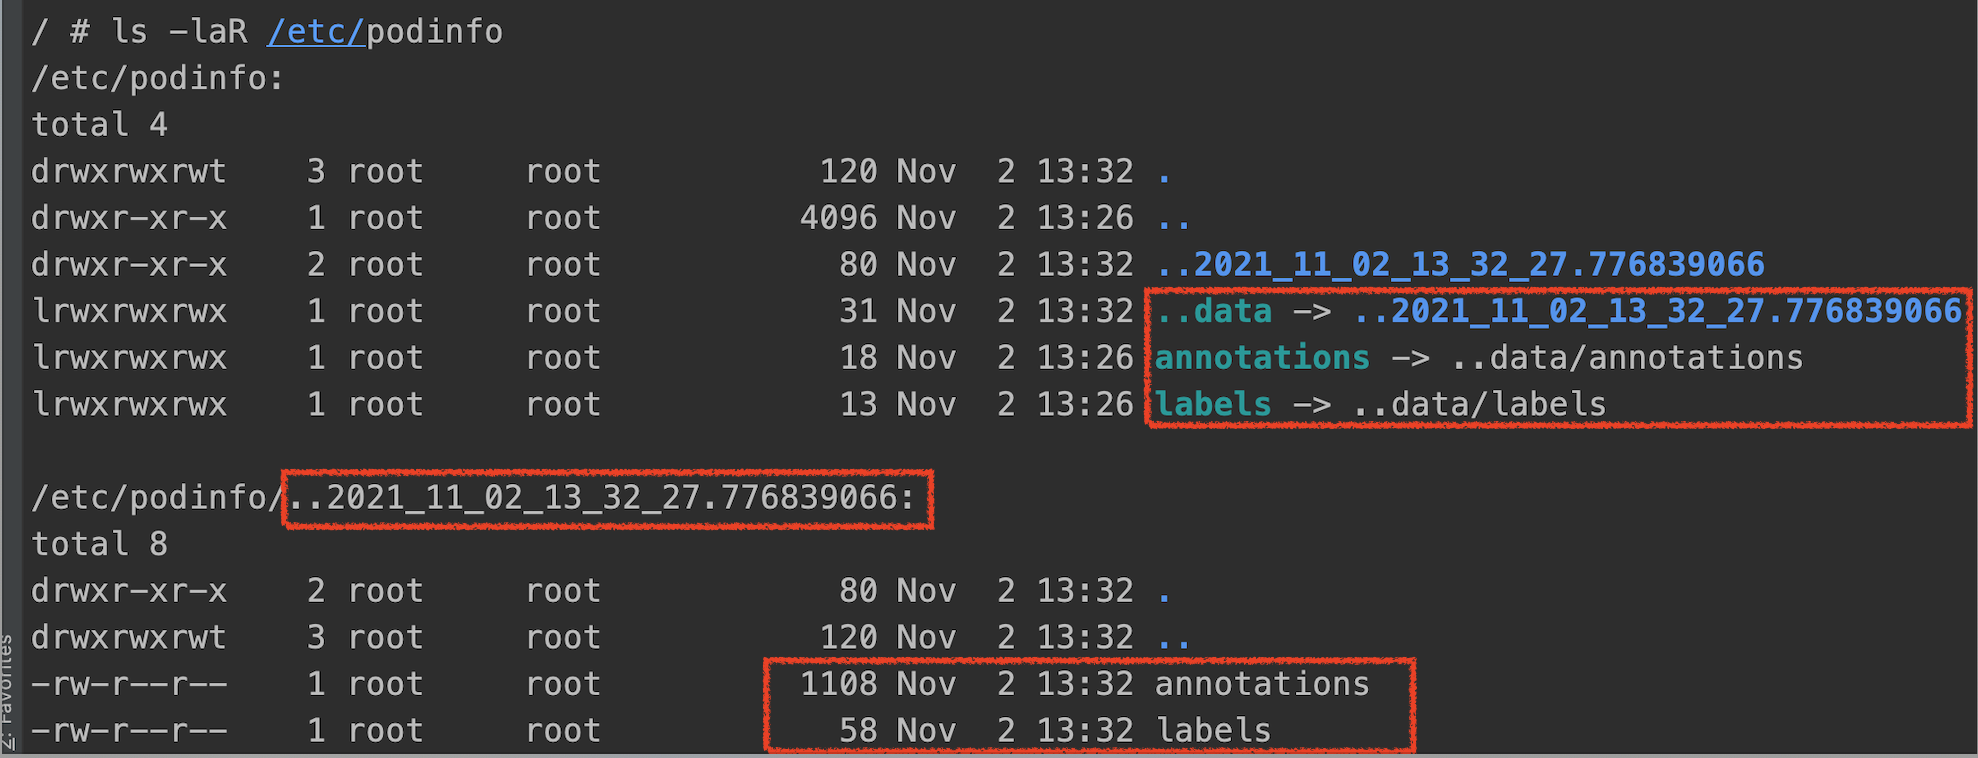 / # ls -laR /etc/podinfo
/etc/podinfo:
total 4
drwxrwxrwt    3 root     root           120 Nov  2 13:32 .
drwxr-xr-x    1 root     root          4096 Nov  2 13:26 ..
drwxr-xr-x    2 root     root            80 Nov  2 13:32 ..2021_11_02_13_32_27.776839066
lrwxrwxrwx    1 root     root            31 Nov  2 13:32 ..data -> ..2021_11_02_13_32_27.776839066
lrwxrwxrwx    1 root     root            18 Nov  2 13:26 annotations -> ..data/annotations
lrwxrwxrwx    1 root     root            13 Nov  2 13:26 labels -> ..data/labels
/etc/podinfo/..2021_11_02_13_32_27.776839066:
total 8
drwxr-xr-x    2 root     root            80 Nov  2 13:32 .
drwxrwxrwt    3 root     root           120 Nov  2 13:32 ..
-rw-r--r--    1 root     root          1108 Nov  2 13:32 annotations
-rw-r--r--    1 root     root            58 Nov  2 13:32 labels
2: Favorites